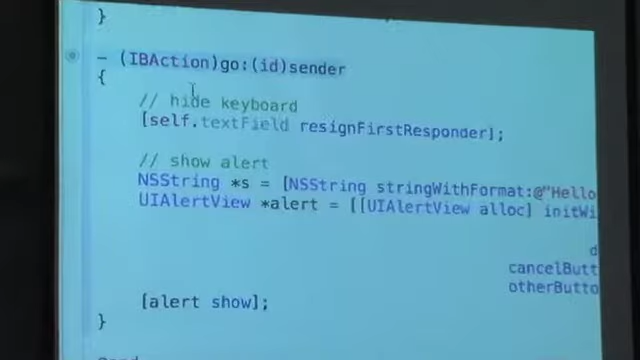 }
- (IBAction)go:(id)sender
{
// hide keyboard
[self.textField resignFirstResponder];
// show alert
NSString *s = [NSString stringWithFormat:@"Hello
UIAlertView *alert = [[UIAlertView alloc] initWi
d
cancelButt
otherButto
[alert show];
}